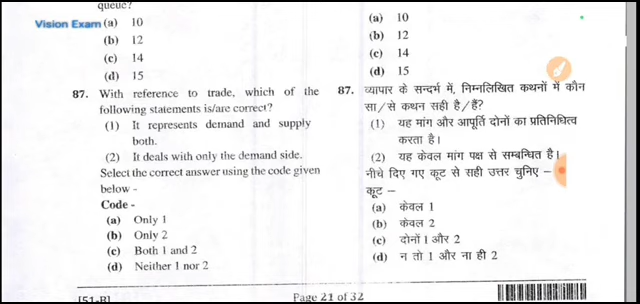 queue?
Vision Exam (a) 10
(b) 12
(c) 14
(d) 15
87. With reference to trade, which of the
following statements is/are correct?
(1) It represents demand and supply
both.
(2) It deals with only the demand side.
Select the correct answer using the code given
below -
Code -
(a) Only 1
(b) Only 2
(c) Both 1 and 2
(d) Neither 1 nor 2
(a) 10
(b) 12
(c) 14
(d) 15
87. व्यापार के सन्दर्भ में, निम्नलिखित कथनों में कौन
सा/से कथन सही है/हैं?
(1) यह मांग और आपूर्ति दोनों का प्रतिनिधित्व
करता है।
(2) यह केवल मांग पक्ष से सम्बन्धित है।
नीचे दिए गए कूट से सही उत्तर चुनिए –
कूट –
(a) केवल 1
(b) केवल 2
(c) दोनों 1 और 2
(d) न तो 1 और ना ही 2
[51-B]
Page 21 of 32